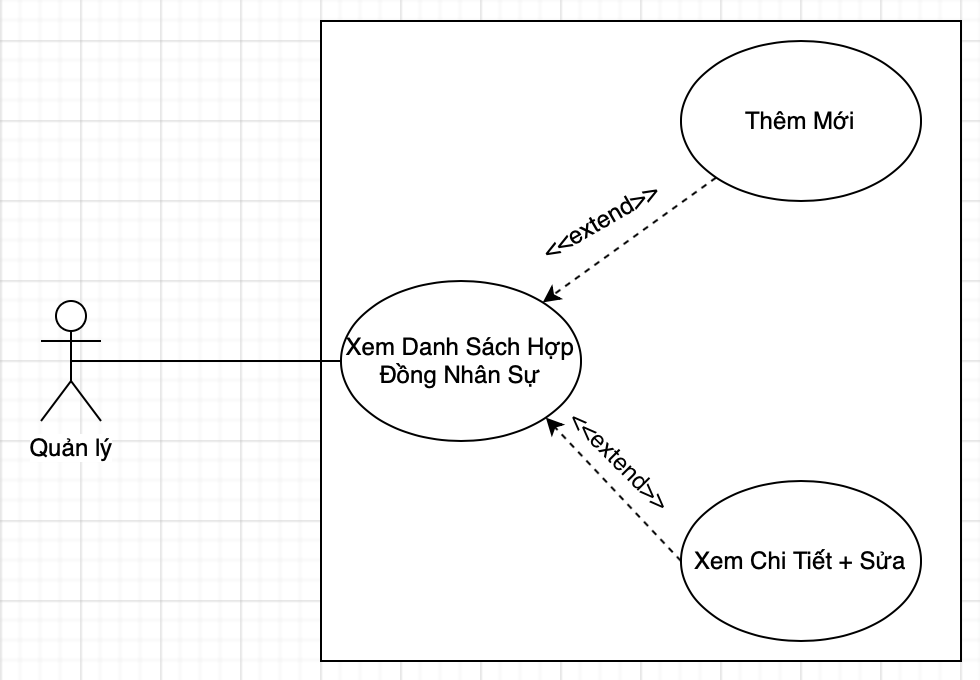 Thêm Mới
<<extend>>
Xem Danh Sách Hợp
Đồng Nhân Sự
Quản lý
<<extend>>
Xem Chi Tiết + Sửa